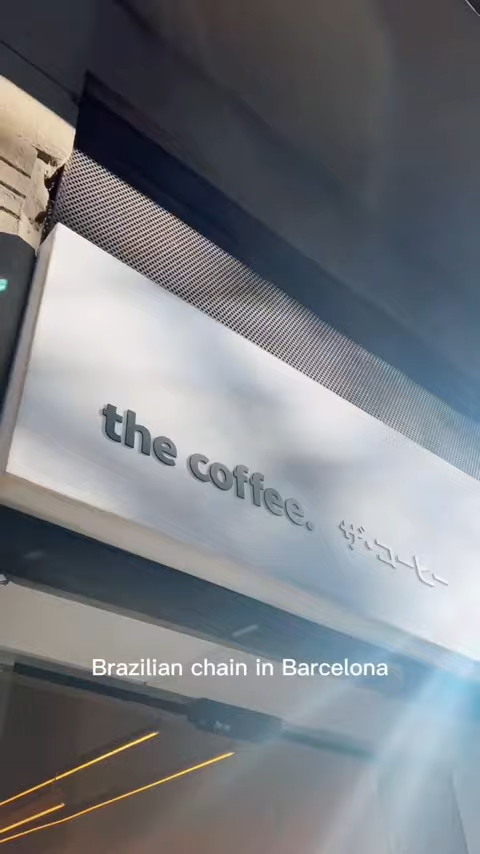 the coffee. ザ・コーヒー
Brazilian chain in Barcelona